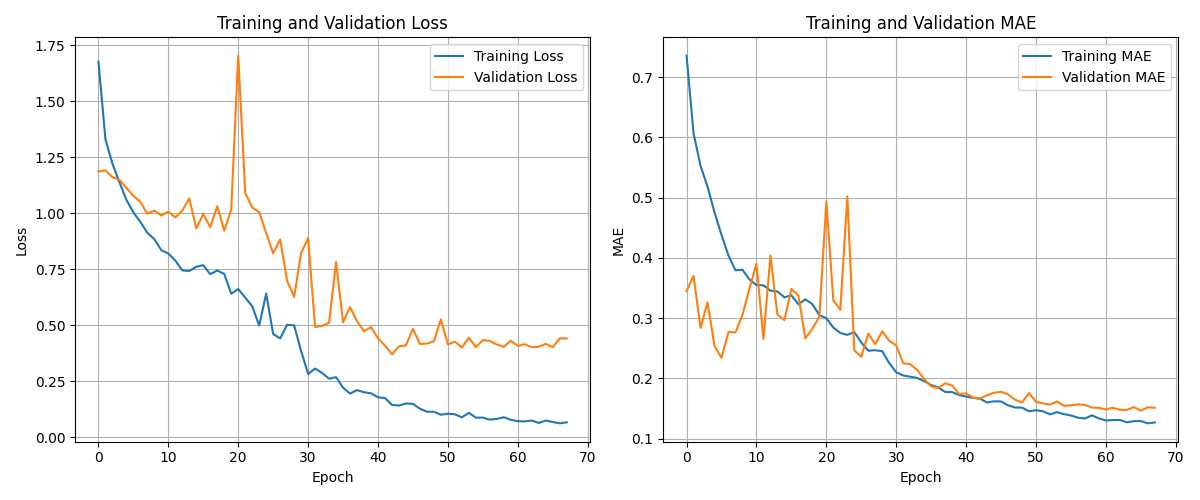 Training and Validation Loss
1.75
1.50
1.25
1.00
0.75
0.50
0.25
0.00
Loss
0 10 20 30 40 50 60 70
Epoch
Training Loss
Validation Loss
Training and Validation MAE
0.7
0.6
0.5
0.4
0.3
0.2
0.1
MAE
0 10 20 30 40 50 60 70
Epoch
Training MAE
Validation MAE